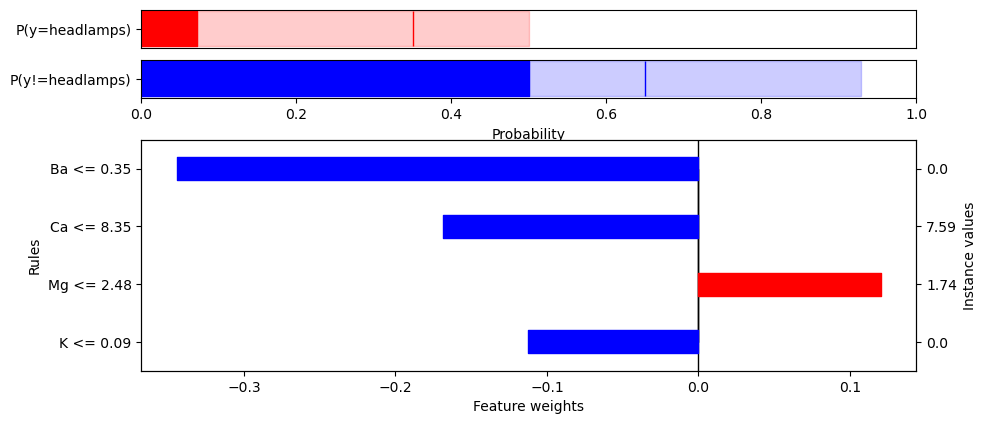 P(y=headlamps)
P(y!=headlamps)
0.0 0.2 0.4 0.6 0.8 1.0
Probability
Ba <= 0.35 0.0
Ca <= 8.35 7.59
Mg <= 2.48 1.74
K <= 0.09 0.0
Rules
Instance values
−0.3 −0.2 −0.1 0.0 0.1
Feature weights